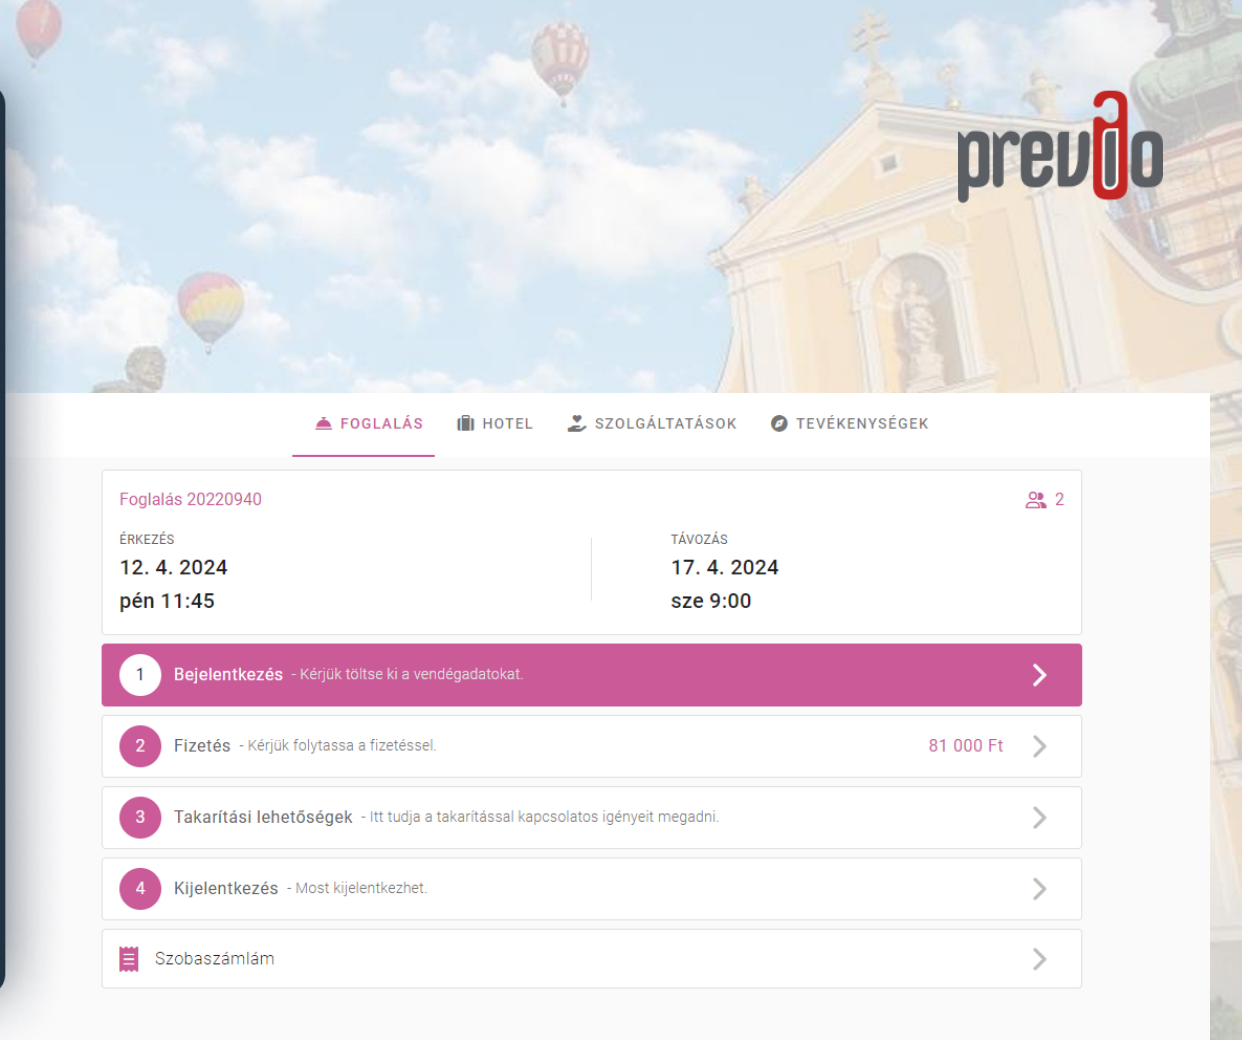 previo
FOGLALÁS HOTEL SZOLGÁLTATÁSOK TEVÉKENYSÉGEK
Foglalás 20220940 2
ÉRKEZÉS
12. 4. 2024
pén 11:45
TÁVOZÁS
17. 4. 2024
sze 9:00
1 Bejelentkezés - Kérjük töltse ki a vendégadatokat.
2 Fizetés - Kérjük folytassa a fizetéssel. 81 000 Ft
3 Takarítási lehetőségek - Itt tudja a takarítással kapcsolatos igényeit megadni.
4 Kijelentkezés - Most kijelentkezhet.
Szobaszámlám